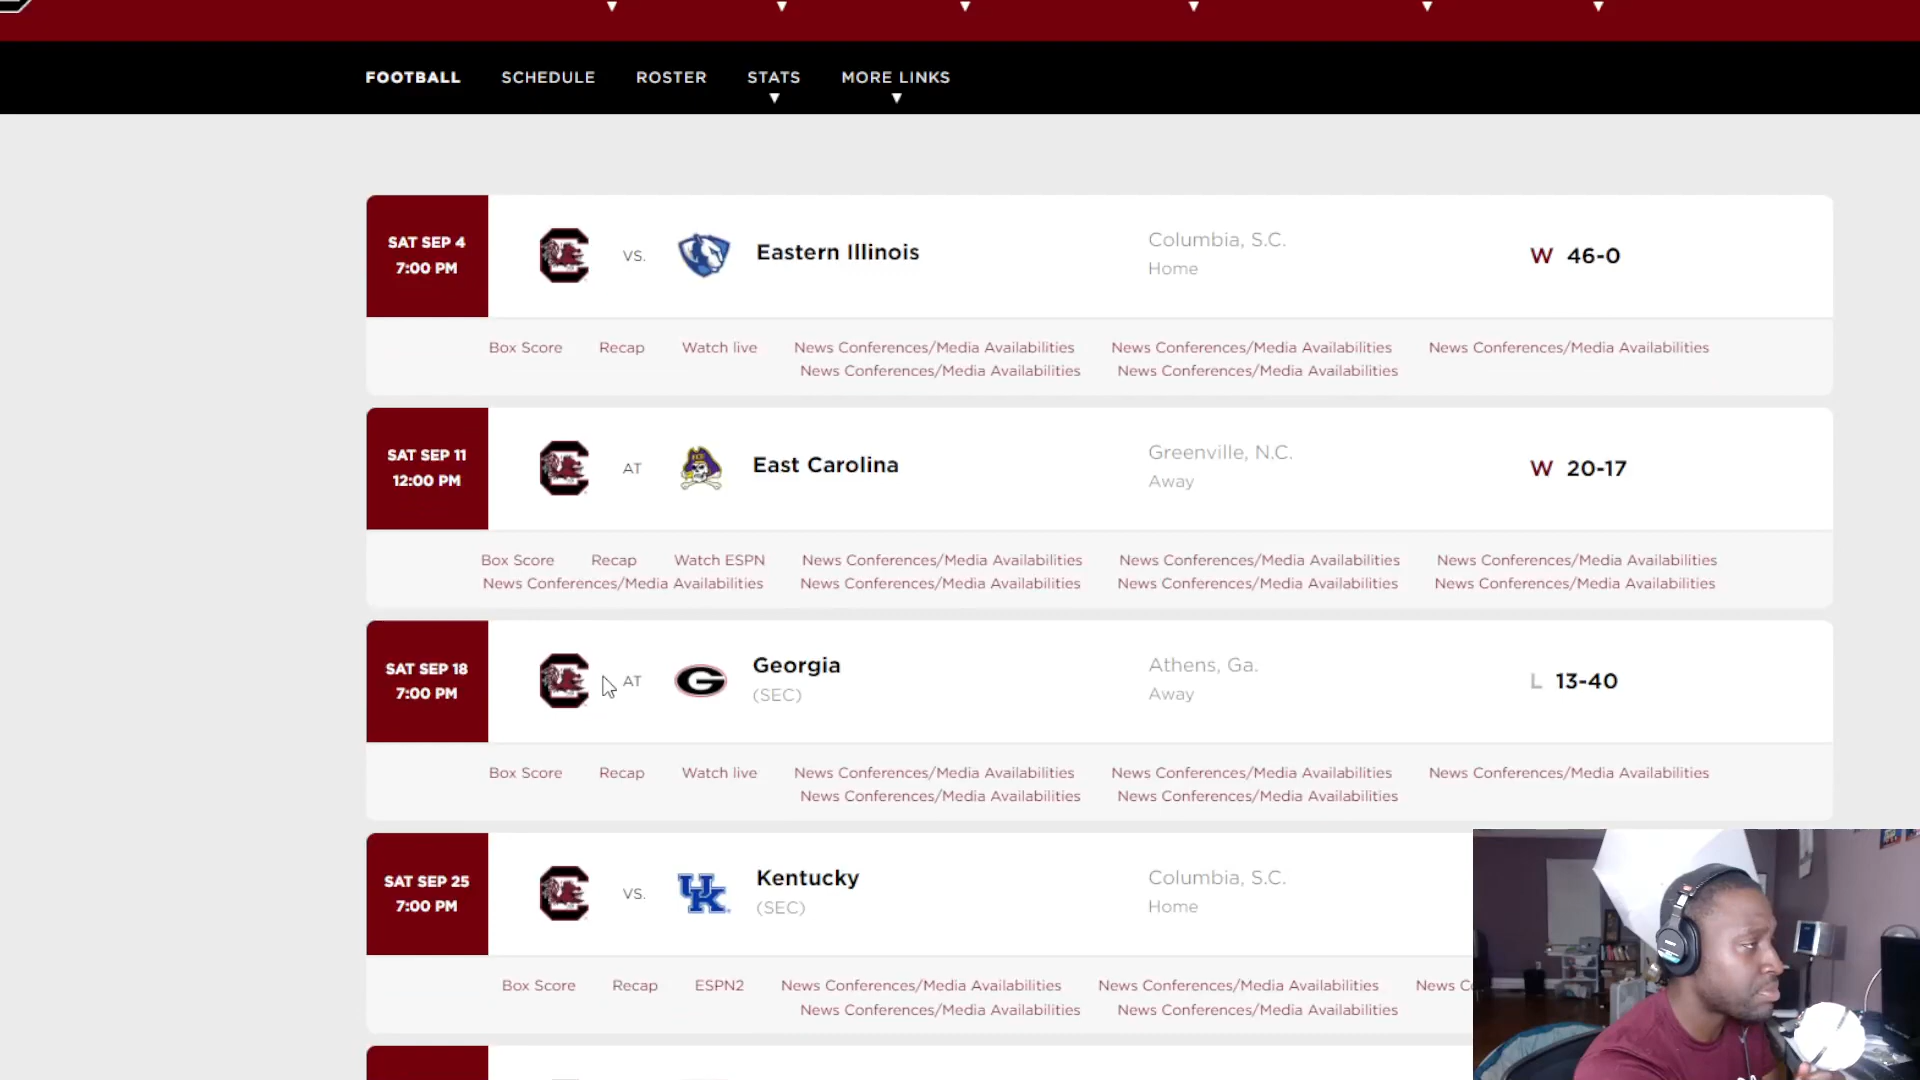 FOOTBALL SCHEDULE ROSTER STATS MORE LINKS
SAT SEP 4
7:00 PM
VS.
Eastern Illinois
Columbia, S.C.
Home
W 46-0
Box Score Recap Watch live News Conferences/Media Availabilities News Conferences/Media Availabilities News Conferences/Media Availabilities
News Conferences/Media Availabilities News Conferences/Media Availabilities
SAT SEP 11
12:00 PM
AT
East Carolina
Greenville, N.C.
Away
W 20-17
Box Score Recap Watch ESPN News Conferences/Media Availabilities News Conferences/Media Availabilities News Conferences/Media Availabilities
News Conferences/Media Availabilities News Conferences/Media Availabilities News Conferences/Media Availabilities News Conferences/Media Availabilities
SAT SEP 18
7:00 PM
AT
G
Georgia
(SEC)
Athens, Ga.
Away
L 13-40
Box Score Recap Watch live News Conferences/Media Availabilities News Conferences/Media Availabilities News Conferences/Media Availabilities
News Conferences/Media Availabilities News Conferences/Media Availabilities
SAT SEP 25
7:00 PM
VS.
UK
Kentucky
(SEC)
Columbia, S.C.
Home
Box Score Recap ESPN2 News Conferences/Media Availabilities News Conferences/Media Availabilities News
News Conferences/Media Availabilities News Conferences/Media Availabilities